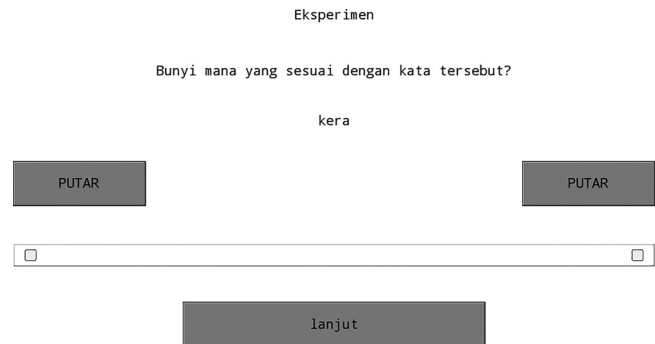 Eksperimen
Bunyi mana yang sesuai dengan kata tersebut?
kera
PUTAR PUTAR
lanjut